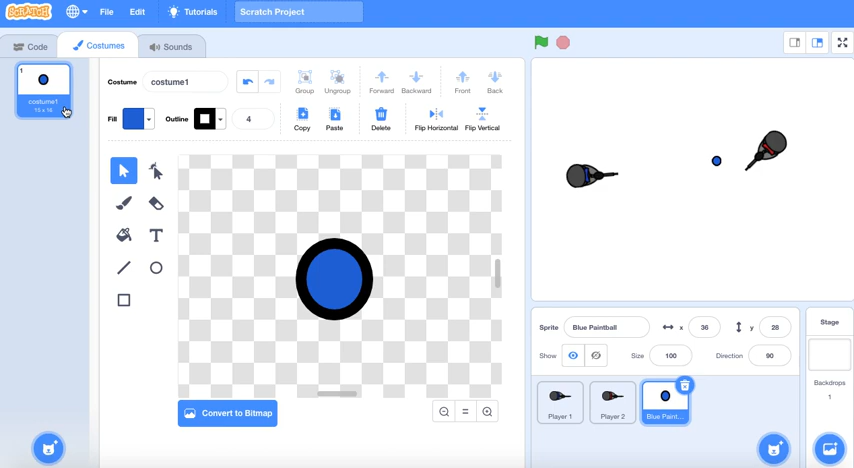 SCRATCH File Edit Tutorials Scratch Project
Code Costumes Sounds
1
costume1
15 x 16
Costume costume1
Group Ungroup Forward Backward Front Back
Fill Outline 4
Copy Paste Delete Flip Horizontal Flip Vertical
T
Convert to Bitmap
Sprite Blue Paintball x 36 y 28
Show Size 100 Direction 90
Player 1 Player 2 Blue Paint...
Stage
Backdrops
1